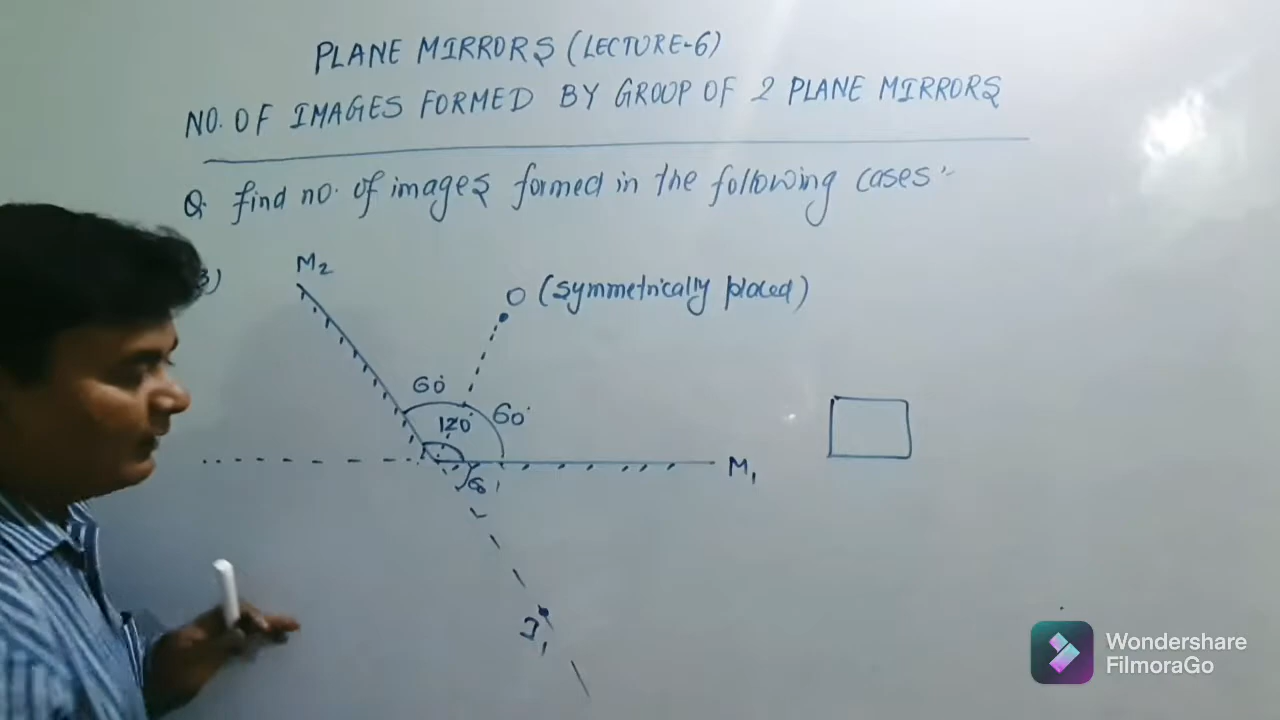 PLANE MIRRORS (LECTURE-6)
NO. OF IMAGES FORMED BY GROUP OF 2 PLANE MIRRORS
Q. find no. of images formed in the following cases:-
3)
M2
O (symmetrically placed)
60°
60°
120°
M1
I1
Wondershare
FilmoraGo